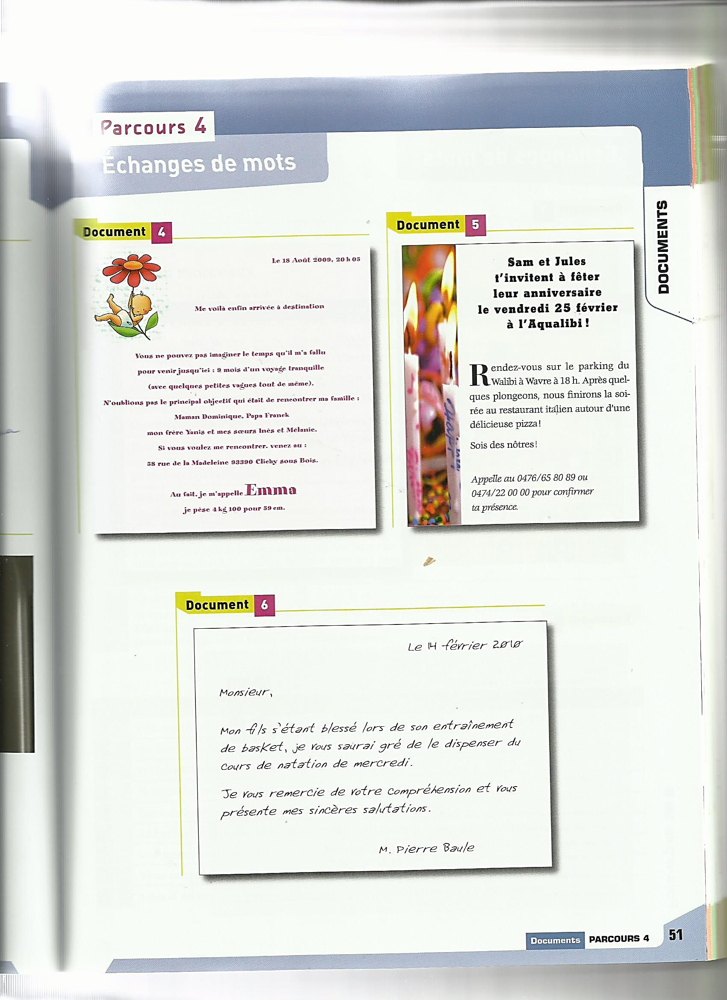 Parcours 4
Échanges de mots
DOCUMENTS
Document 4
Le 18 Août 2009, 20 h 05
Me voilà enfin arrivée à destination
Vous ne pouvez pas imaginer le temps qu'il m'a fallu
pour venir jusqu'ici : 9 mois d'un voyage tranquille
(avec quelques petites vagues tout de même).
N'oublions pas le principal objectif qui était de rencontrer ma famille :
Maman Dominique, Papa Franck
mon frère Yanis et mes sœurs Inès et Mélanie.
Si vous voulez me rencontrer. venez au :
58 rue de la Madeleine 93390 Clichy sous Bois.
Au fait, je m'appelle Emma
je pèse 4 kg 100 pour 59 cm.
Document 5
Sam et Jules
t'invitent à fêter
leur anniversaire
le vendredi 25 février
à l'Aqualibi !
Rendez-vous sur le parking du
Walibi à Wavre à 18 h. Après quel-
ques plongeons, nous finirons la soi-
rée au restaurant italien autour d'une
délicieuse pizza !
Sois des nôtres !
Appelle au 0476/65 80 89 ou
0474/22 00 00 pour confirmer
ta présence.
Document 6
Le 14 février 2010
Monsieur,
Mon fils s'étant blessé lors de son entraînement
de basket, je vous saurai gré de le dispenser du
cours de natation de mercredi.
Je vous remercie de votre compréhension et vous
présente mes sincères salutations.
M. Pierre Baule
Documents PARCOURS 4 51